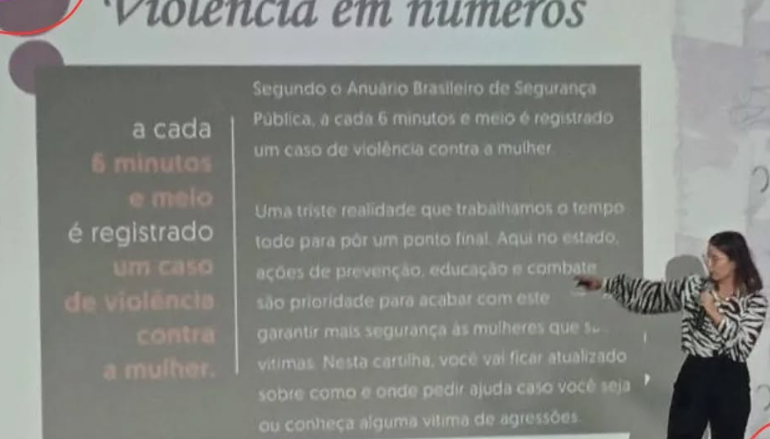 Violência em números
a cada
6 minutos
e meio
é registrado
um caso
de violência
contra
a mulher.
Segundo o Anuário Brasileiro de Segurança
Pública, a cada 6 minutos e meio é registrado
um caso de violência contra a mulher.
Uma triste realidade que trabalhamos o tempo
todo para pôr um ponto final. Aqui no estado,
ações de prevenção, educação e combate
são prioridade para acabar com este
garantir mais segurança às mulheres que
vítimas. Nesta cartilha, você vai ficar atualizado
sobre como e onde pedir ajuda caso você seja
ou conheça alguma vítima de agressões.